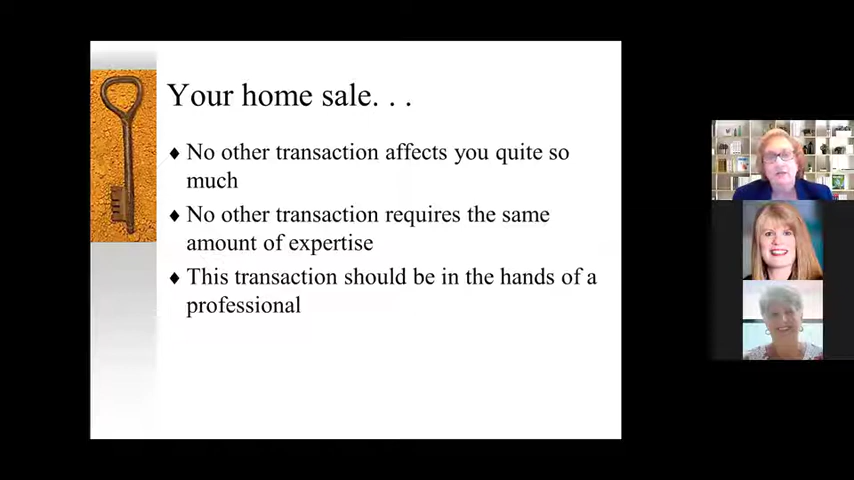 Your home sale. . .
♦ No other transaction affects you quite so
much
♦ No other transaction requires the same
amount of expertise
♦ This transaction should be in the hands of a
professional